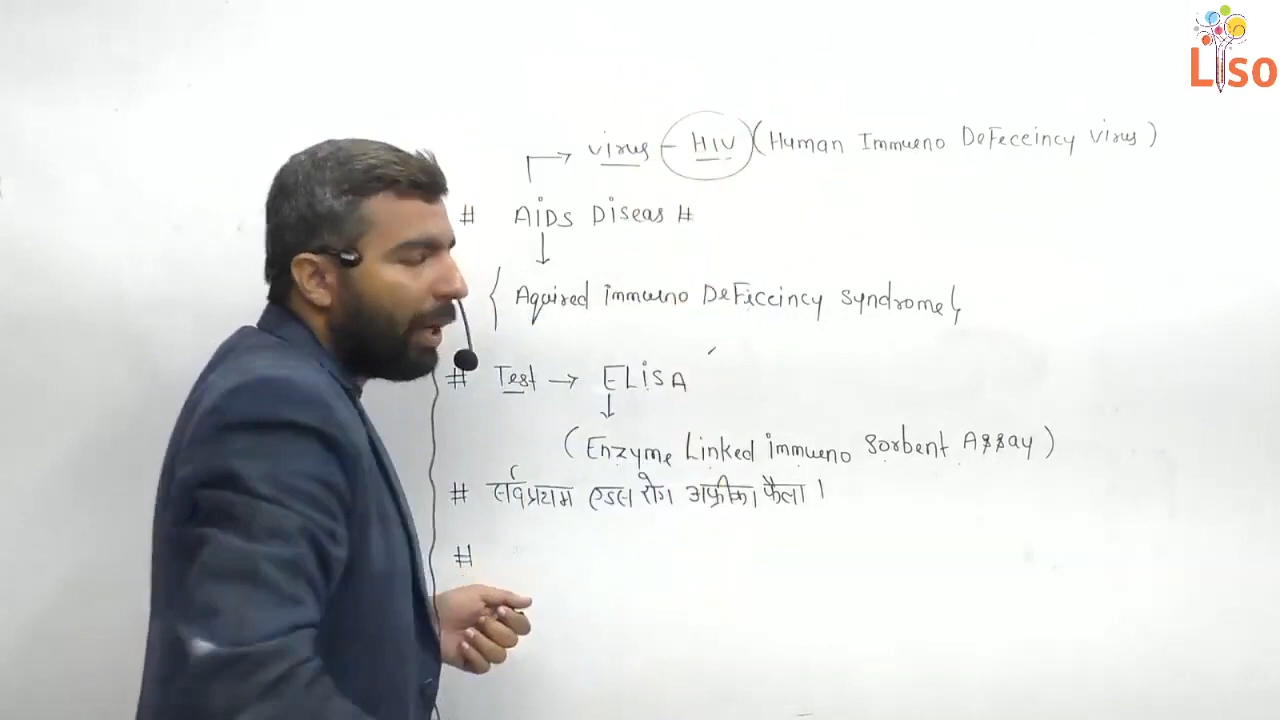 Liso
virus - HIV (Human Immueno DeFeceincy Virus)
# AiDS Diseas #
{ Aquired immueno DeFiceincy Syndrome }
# Test → ELiSA
(Enzyme Linked immueno Sorbent Assay)
# सर्वप्रथम एडस रोग अफ्रीका फैला ।
#